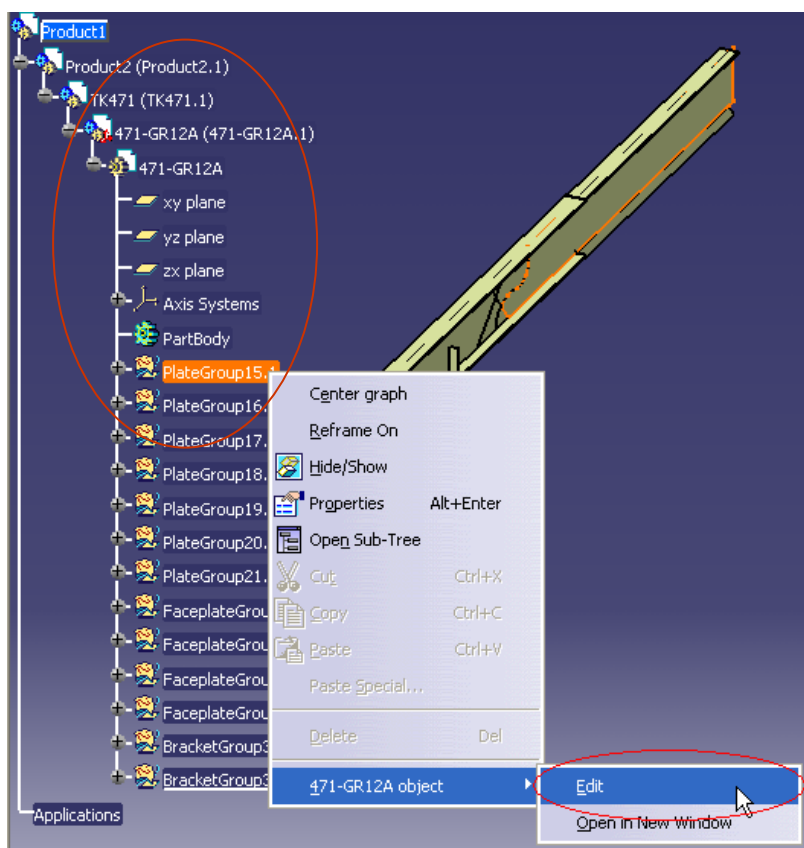 Product1
Product2 (Product2.1)
TK471 (TK471.1)
471-GR12A (471-GR12A.1)
471-GR12A
xy plane
yz plane
zx plane
Axis Systems
PartBody
PlateGroup15.1
PlateGroup16.
PlateGroup17.
PlateGroup18.
PlateGroup19.
PlateGroup20.
PlateGroup21.
FaceplateGrou
FaceplateGrou
FaceplateGrou
FaceplateGrou
BracketGroup3
BracketGroup3
Applications
Center graph
Reframe On
Hide/Show
Properties Alt+Enter
Open Sub-Tree
Cut Ctrl+X
Copy Ctrl+C
Paste Ctrl+V
Paste Special...
Delete Del
471-GR12A object
Edit
Open in New Window